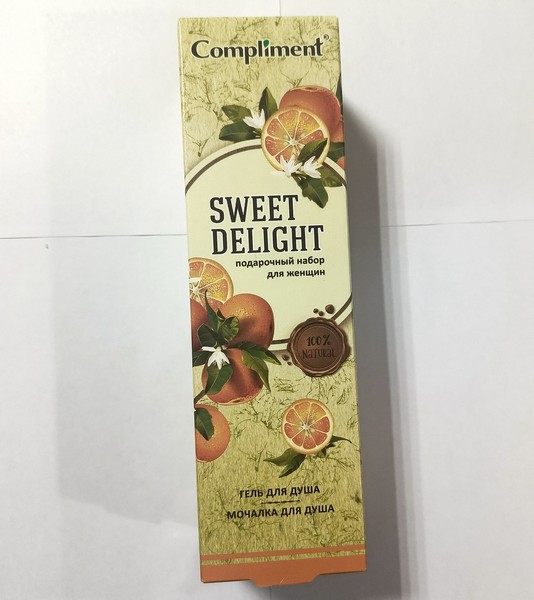 Compliment®
SWEET
DELIGHT
подарочный набор
для женщин
100%
NATURAL
ГЕЛЬ ДЛЯ ДУША
МОЧАЛКА ДЛЯ ДУША